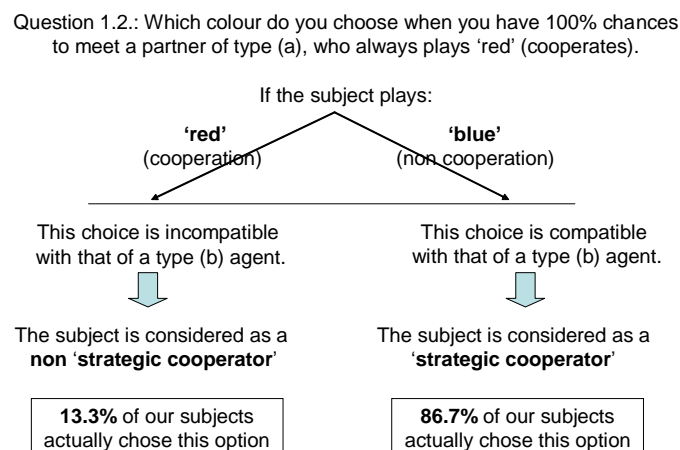 Question 1.2.: Which colour do you choose when you have 100% chances
to meet a partner of type (a), who always plays ‘red’ (cooperates).
If the subject plays:
‘red’
(cooperation)
‘blue’
(non cooperation)
This choice is incompatible
with that of a type (b) agent.
This choice is compatible
with that of a type (b) agent.
The subject is considered as a
non ‘strategic cooperator’
The subject is considered as a
‘strategic cooperator’
13.3% of our subjects
actually chose this option
86.7% of our subjects
actually chose this option